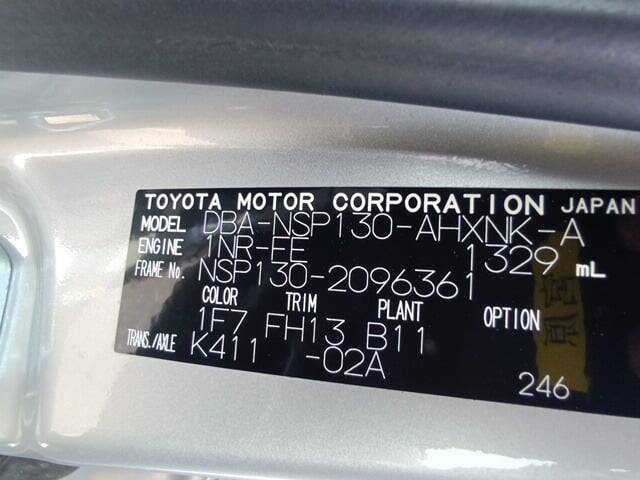 TOYOTA MOTOR CORPORATION JAPAN
MODEL DBA-NSP130-AHXNK-A
ENGINE 1NR-FE 1329 mL
FRAME No. NSP130-2096361
COLOR TRIM PLANT OPTION
1F7 FH13 B11
TRANS./AXLE K411 -02A
246